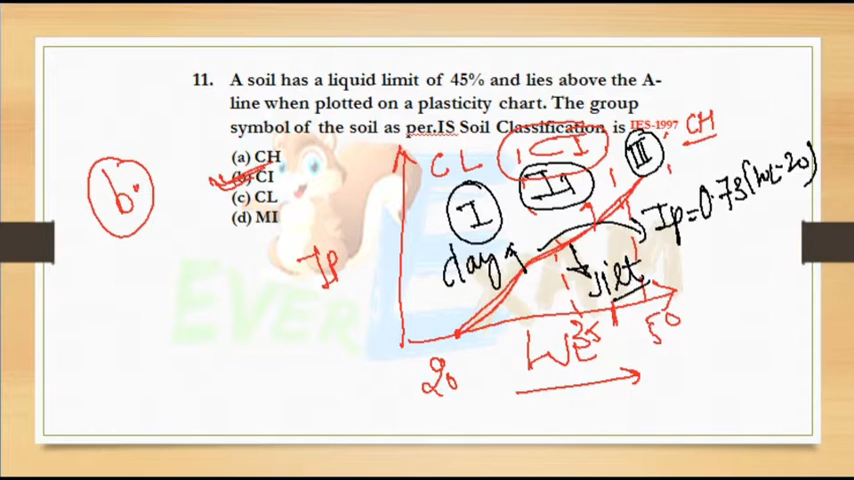 11. A soil has a liquid limit of 45% and lies above the A-
line when plotted on a plasticity chart. The group
symbol of the soil as per.IS Soil Classification is IES-1997
(a) CH
(b) CI
(c) CL
(d) MI
b.
CL
CI
CH
I
II
III
Ip=0.73(WL-20)
clay
silt
Ip
20
WL
35
50
EVER EXAM